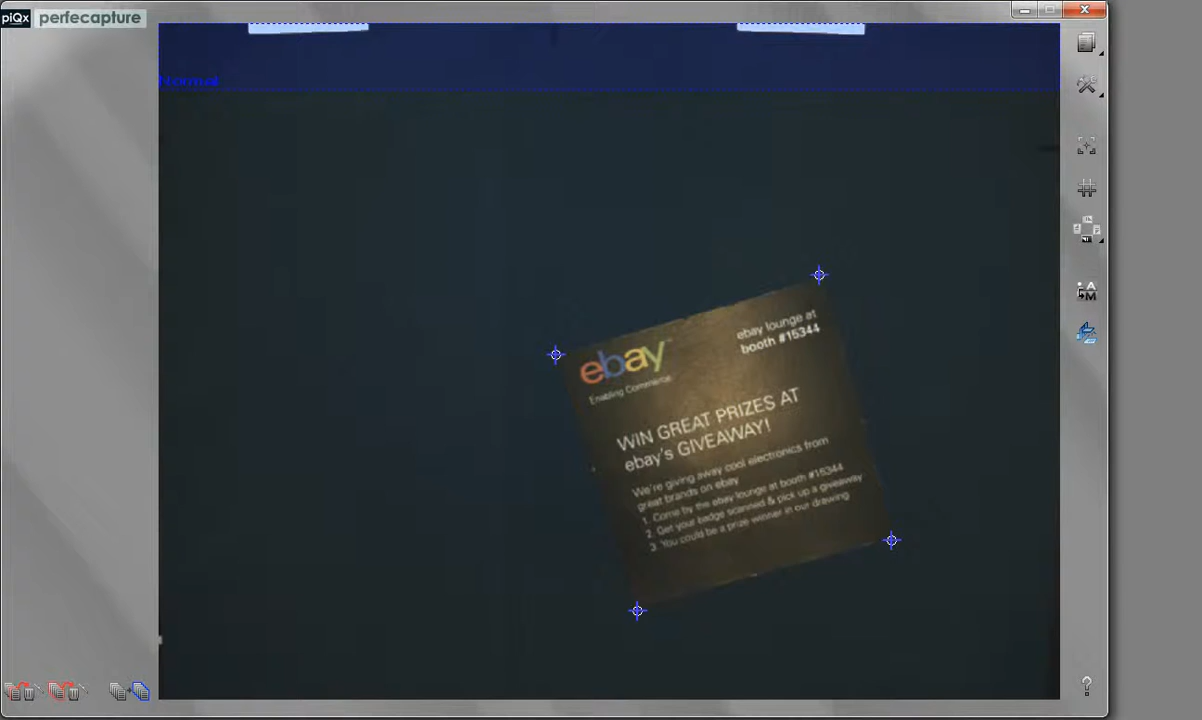 piQx perfecapture
Normal
ebay lounge at
booth #15344
ebay™
Enabling Commerce
WIN GREAT PRIZES AT
ebay's GIVEAWAY!
We're giving away cool electronics from
great brands on ebay
1. Come by the ebay lounge at booth #15344
2. Get your badge scanned & pick up a giveaway
3. You could be a prize winner in our drawing